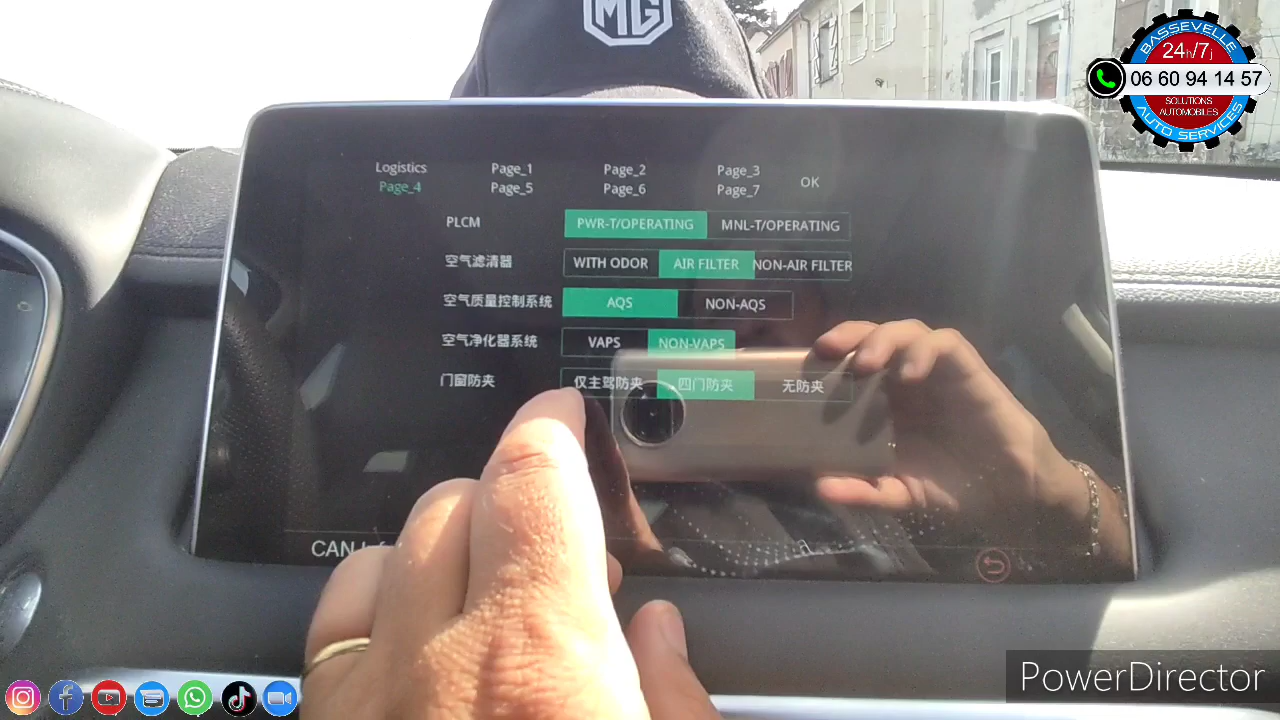 MG
BASSEVELLE
24h/7j
06 60 94 14 57
SOLUTIONS
AUTOMOBILES
AUTO SERVICES
Logistics Page_1 Page_2 Page_3 OK
Page_4 Page_5 Page_6 Page_7
PLCM PWR-T/OPERATING MNL-T/OPERATING
空气滤清器 WITH ODOR AIR FILTER NON-AIR FILTER
空气质量控制系统 AQS NON-AQS
空气净化器系统 VAPS NON-VAPS
门窗防夹 仅主驾防夹 四门防夹 无防夹
CAN
PowerDirector